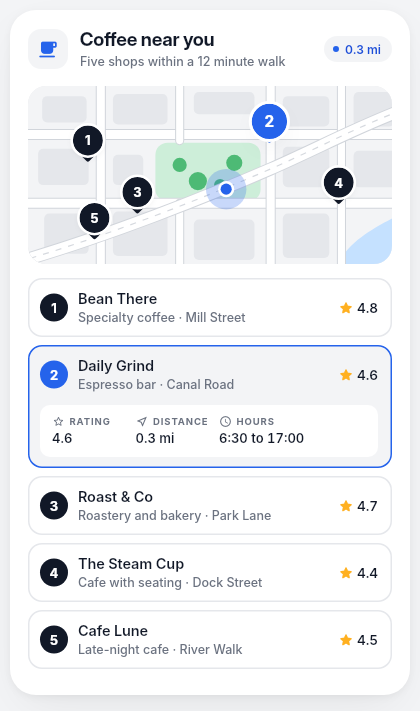 Coffee near you
Five shops within a 12 minute walk
0.3 mi
1
2
3
4
5
1
Bean There
Specialty coffee · Mill Street
4.8
2
Daily Grind
Espresso bar · Canal Road
4.6
RATING
4.6
DISTANCE
0.3 mi
HOURS
6:30 to 17:00
3
Roast & Co
Roastery and bakery · Park Lane
4.7
4
The Steam Cup
Cafe with seating · Dock Street
4.4
5
Cafe Lune
Late-night cafe · River Walk
4.5